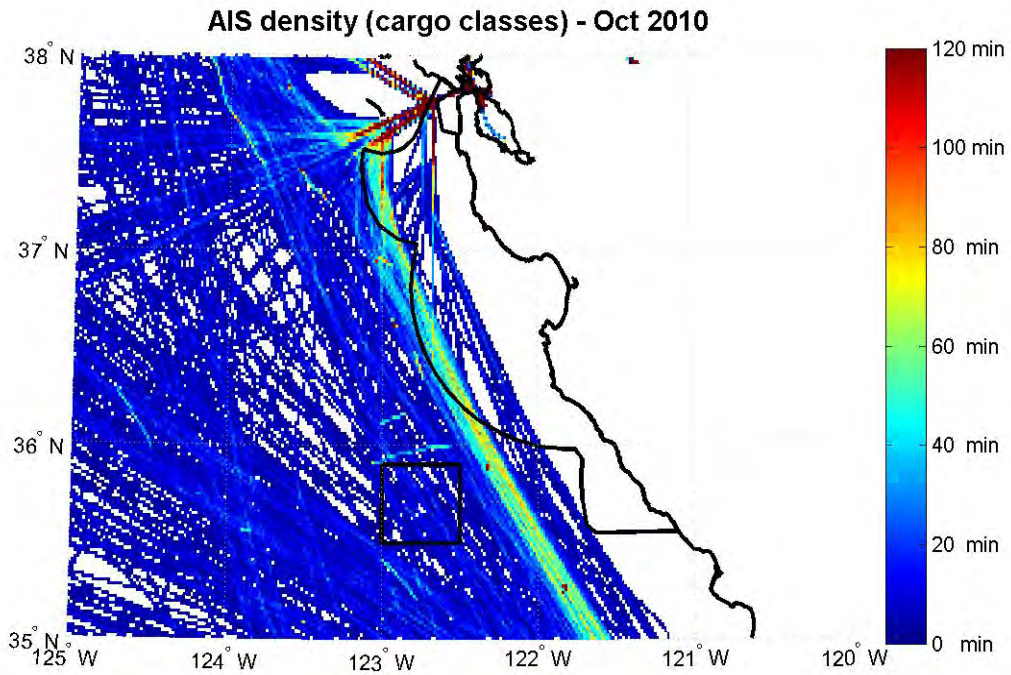 AIS density (cargo classes) - Oct 2010
38° N
37° N
36° N
35° N
125° W
124° W
123° W
122° W
121° W
120° W
120 min
100 min
80 min
60 min
40 min
20 min
0 min